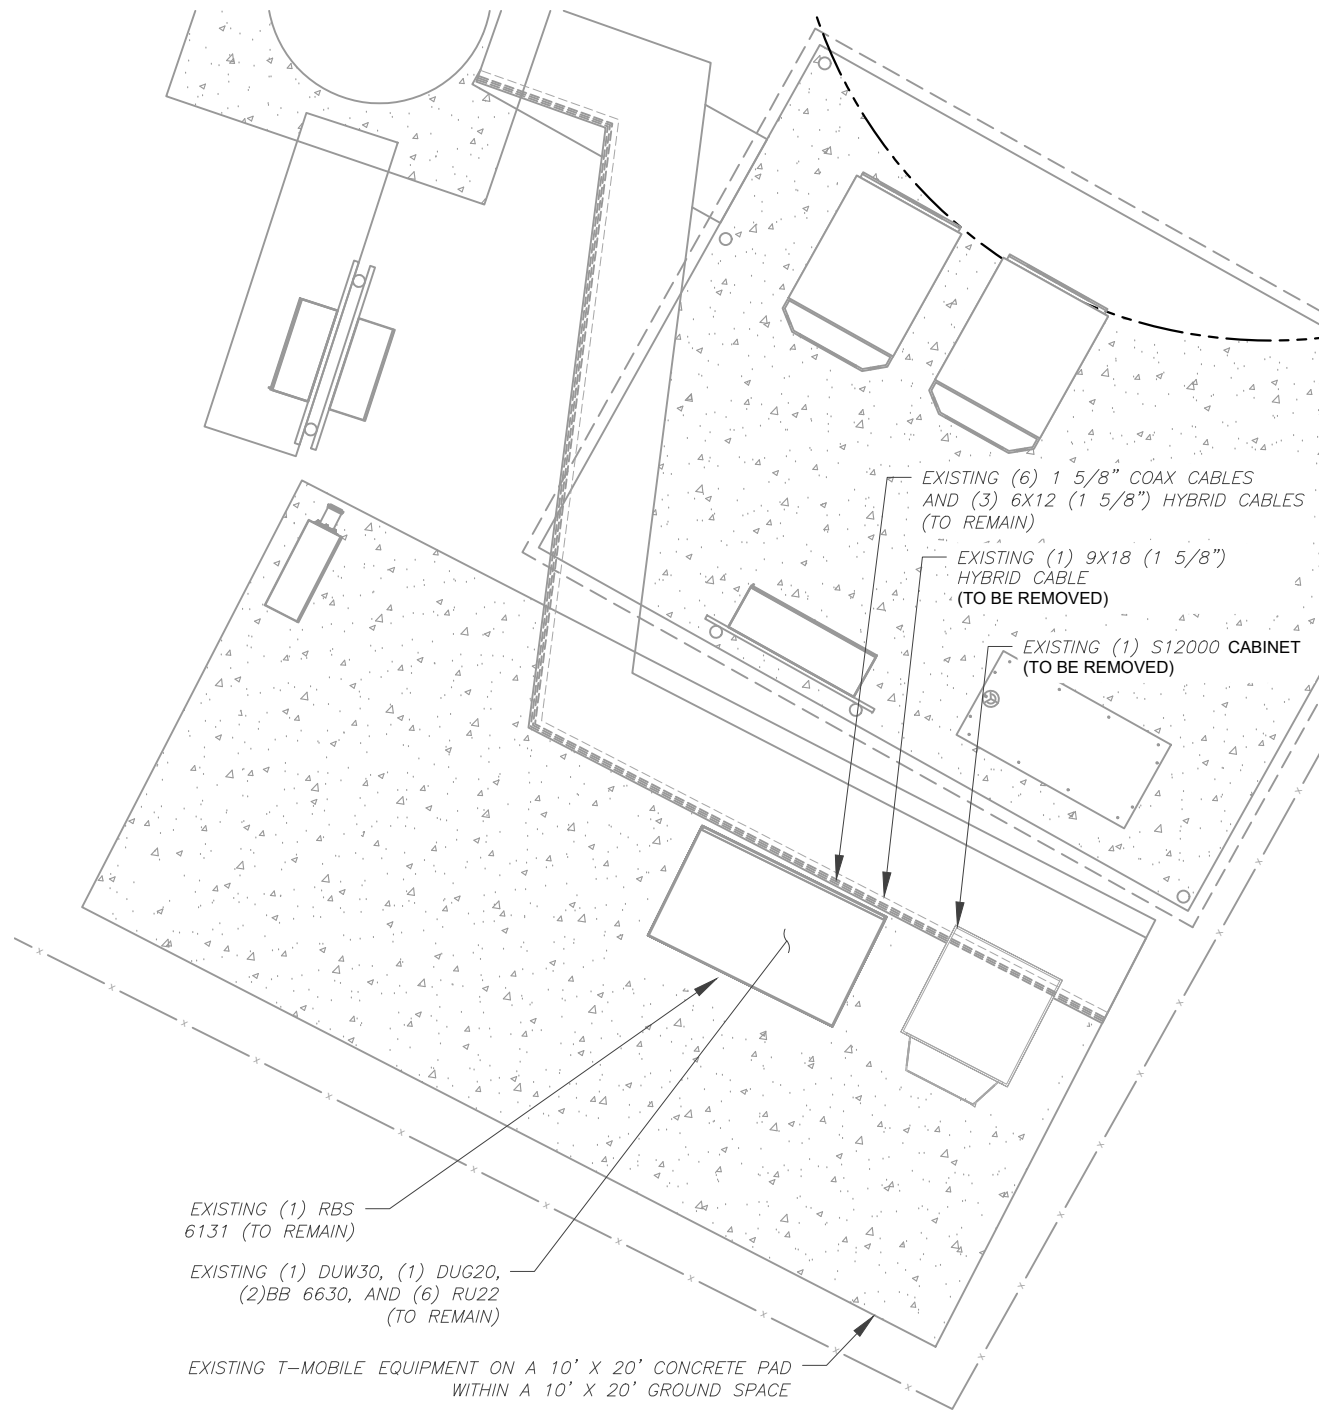 EXISTING (6) 1 5/8" COAX CABLES
AND (3) 6X12 (1 5/8") HYBRID CABLES
(TO REMAIN)
EXISTING (1) 9X18 (1 5/8")
HYBRID CABLE
(TO BE REMOVED)
EXISTING (1) S12000 CABINET
(TO BE REMOVED)
EXISTING (1) RBS
6131 (TO REMAIN)
EXISTING (1) DUW30, (1) DUG20,
(2)BB 6630, AND (6) RU22
(TO REMAIN)
EXISTING T-MOBILE EQUIPMENT ON A 10' X 20' CONCRETE PAD
WITHIN A 10' X 20' GROUND SPACE